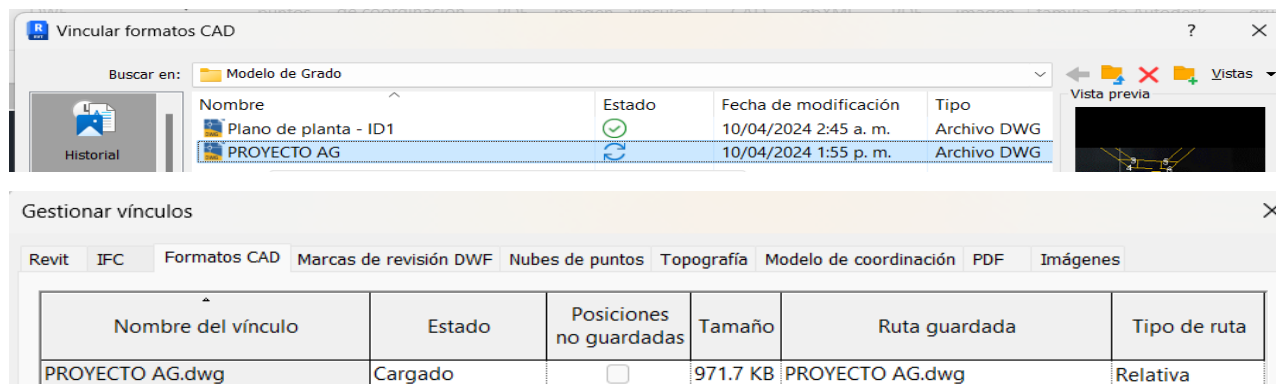 Vincular formatos CAD ? ×
Buscar en: Modelo de Grado Vistas
Nombre Estado Fecha de modificación Tipo Vista previa
Plano de planta - ID1 10/04/2024 2:45 a. m. Archivo DWG
Historial PROYECTO AG 10/04/2024 1:55 p. m. Archivo DWG
Gestionar vínculos ×
Revit IFC Formatos CAD Marcas de revisión DWF Nubes de puntos Topografía Modelo de coordinación PDF Imágenes
Nombre del vínculo Estado Posiciones no guardadas Tamaño Ruta guardada Tipo de ruta
PROYECTO AG.dwg Cargado 971.7 KB PROYECTO AG.dwg Relativa